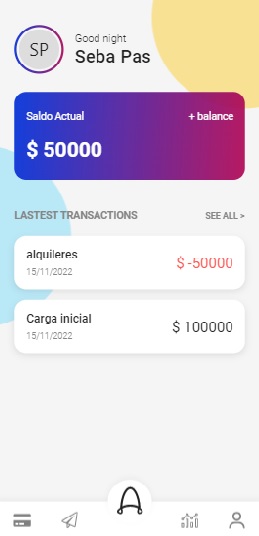 Good night
SP
Seba Pas
Saldo Actual + balance
$ 50000
LASTEST TRANSACTIONS SEE ALL >
alquileres
$ -50000
15/11/2022
Carga inicial
$ 100000
15/11/2022